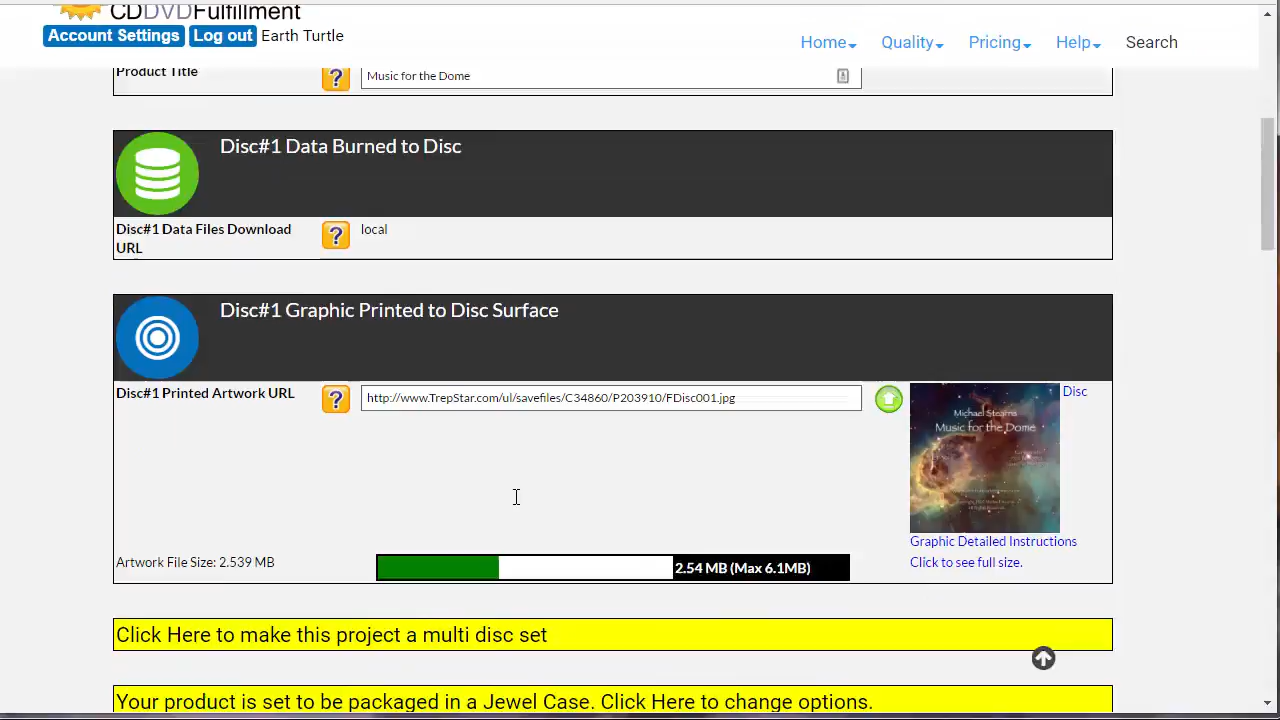 CDDVDFulfillment
Account Settings Log out Earth Turtle
Home Quality Pricing Help Search
Product Title ? Music for the Dome
Disc#1 Data Burned to Disc
Disc#1 Data Files Download URL ? local
Disc#1 Graphic Printed to Disc Surface
Disc#1 Printed Artwork URL ? http://www.TrepStar.com/ul/savefiles/C34860/P203910/FDisc001.jpg
Disc
Michael Stearns
Music for the Dome
Graphic Detailed Instructions
Click to see full size.
Artwork File Size: 2.539 MB 2.54 MB (Max 6.1MB)
Click Here to make this project a multi disc set
Your product is set to be packaged in a Jewel Case. Click Here to change options.